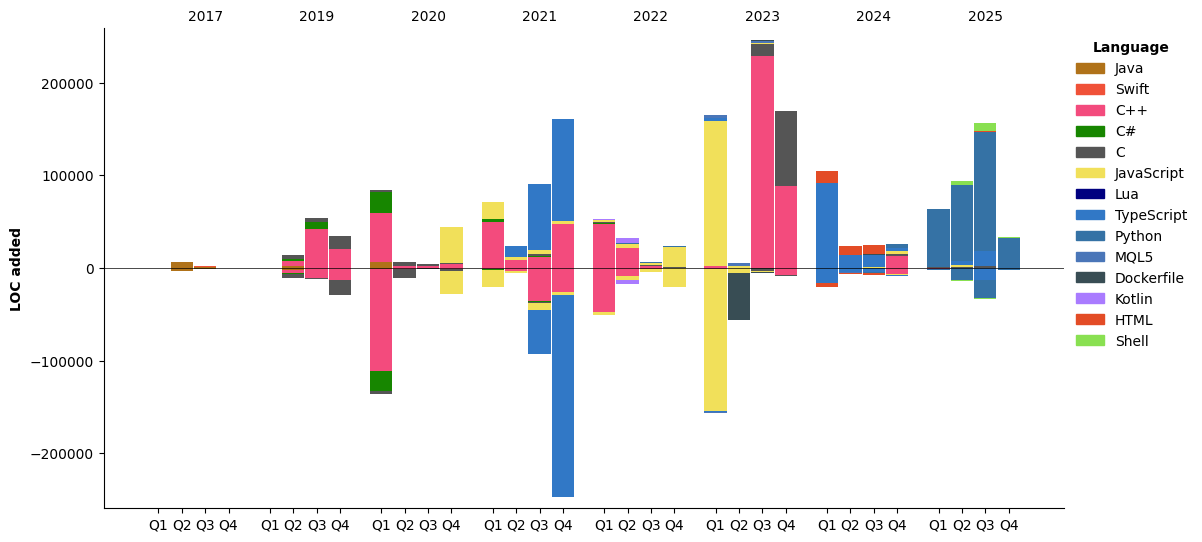 2017 2019 2020 2021 2022 2023 2024 2025
LOC added
200000
100000
0
−100000
−200000
Q1 Q2 Q3 Q4 Q1 Q2 Q3 Q4 Q1 Q2 Q3 Q4 Q1 Q2 Q3 Q4 Q1 Q2 Q3 Q4 Q1 Q2 Q3 Q4 Q1 Q2 Q3 Q4 Q1 Q2 Q3 Q4
Language
Java
Swift
C++
C#
C
JavaScript
Lua
TypeScript
Python
MQL5
Dockerfile
Kotlin
HTML
Shell